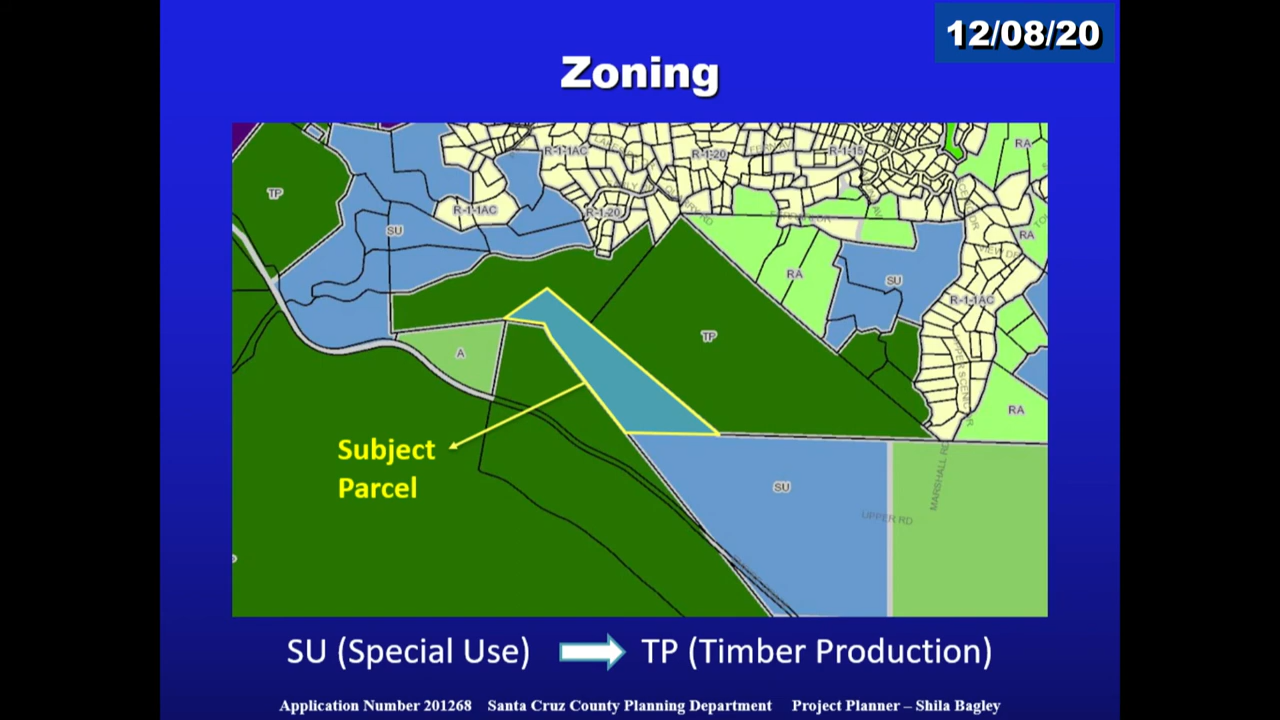 12/08/20
Zoning
TP
SU
R-1-1AC
R-1-1AC
R-1-20
R-1-20
R-1-15
RA
RA
RA
SU
R-1-1AC
TP
A
RA
SU
MARSHALL RD
UPPER RD
Subject
Parcel
SU (Special Use) TP (Timber Production)
Application Number 201268 Santa Cruz County Planning Department Project Planner – Shila Bagley